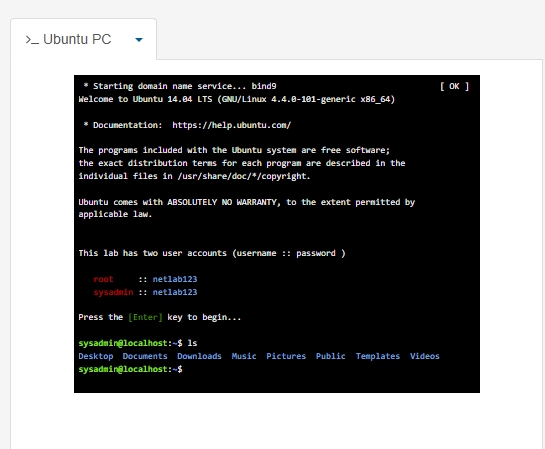 >_ Ubuntu PC
* Starting domain name service... bind9 [ OK ]
Welcome to Ubuntu 14.04 LTS (GNU/Linux 4.4.0-101-generic x86_64)
* Documentation: https://help.ubuntu.com/
The programs included with the Ubuntu system are free software;
the exact distribution terms for each program are described in the
individual files in /usr/share/doc/*/copyright.
Ubuntu comes with ABSOLUTELY NO WARRANTY, to the extent permitted by
applicable law.
This lab has two user accounts (username :: password )
root :: netlab123
sysadmin :: netlab123
Press the [Enter] key to begin...
sysadmin@localhost:~$ ls
Desktop Documents Downloads Music Pictures Public Templates Videos
sysadmin@localhost:~$